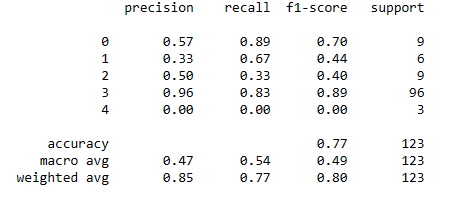 precision recall f1-score support
0 0.57 0.89 0.70 9
1 0.33 0.67 0.44 6
2 0.50 0.33 0.40 9
3 0.96 0.83 0.89 96
4 0.00 0.00 0.00 3
accuracy 0.77 123
macro avg 0.47 0.54 0.49 123
weighted avg 0.85 0.77 0.80 123